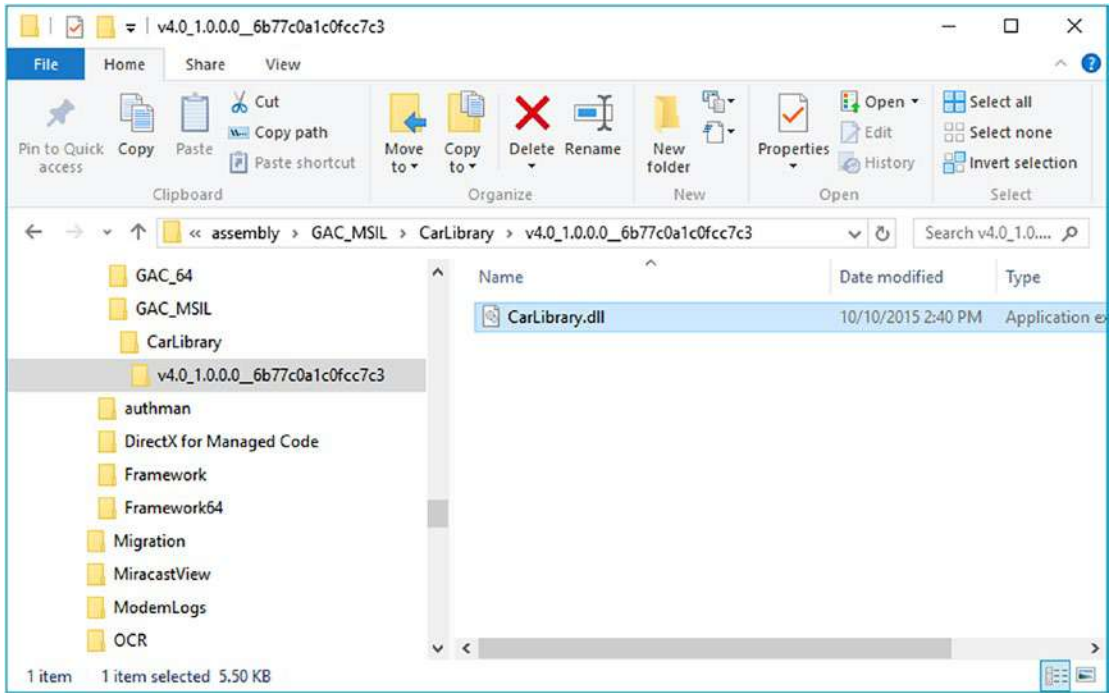 v4.0_1.0.0.0__6b77c0a1c0fcc7c3
File Home Share View
Pin to Quick access
Copy
Paste
Cut
Copy path
Paste shortcut
Clipboard
Move to
Copy to
Delete
Rename
Organize
New folder
New
Properties
Open
Edit
History
Open
Select all
Select none
Invert selection
Select
« assembly > GAC_MSIL > CarLibrary > v4.0_1.0.0.0__6b77c0a1c0fcc7c3
Search v4.0_1.0....
GAC_64
GAC_MSIL
CarLibrary
v4.0_1.0.0.0__6b77c0a1c0fcc7c3
authman
DirectX for Managed Code
Framework
Framework64
Migration
MiracastView
ModemLogs
OCR
Name Date modified Type
CarLibrary.dll 10/10/2015 2:40 PM Application ex
1 item 1 item selected 5.50 KB